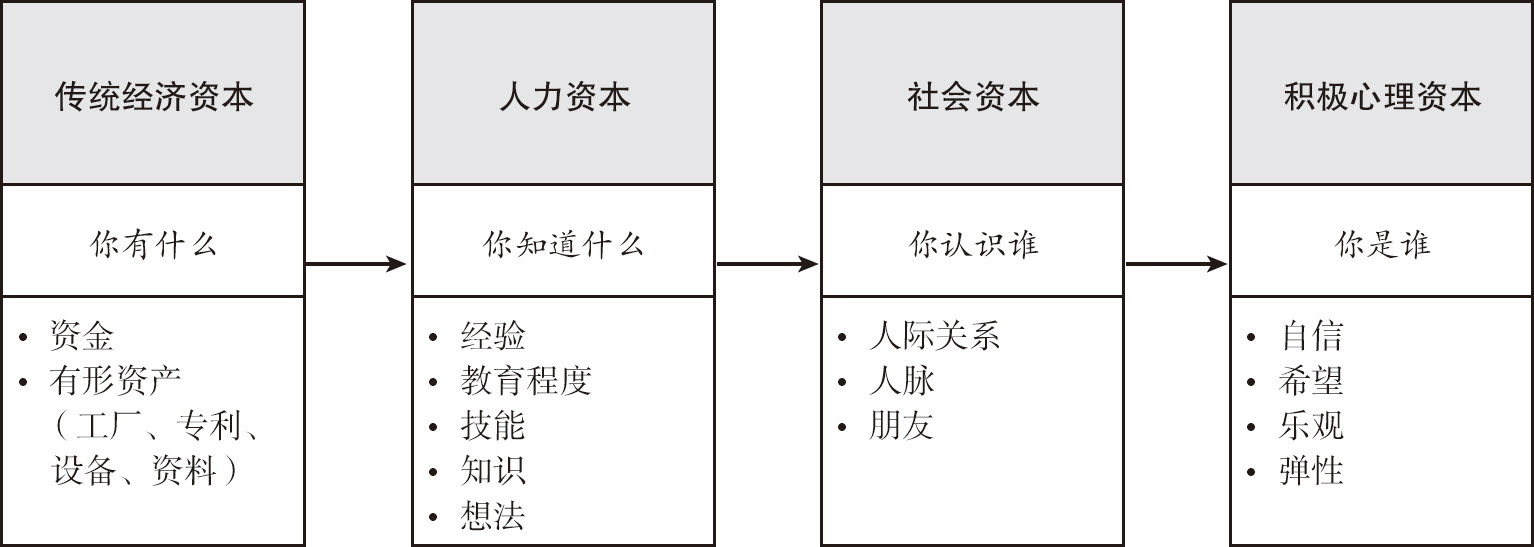 传统经济资本
你有什么
• 资金
• 有形资产
（工厂、专利、
设备、资料）
人力资本
你知道什么
• 经验
• 教育程度
• 技能
• 知识
• 想法
社会资本
你认识谁
• 人际关系
• 人脉
• 朋友
积极心理资本
你是谁
• 自信
• 希望
• 乐观
• 弹性